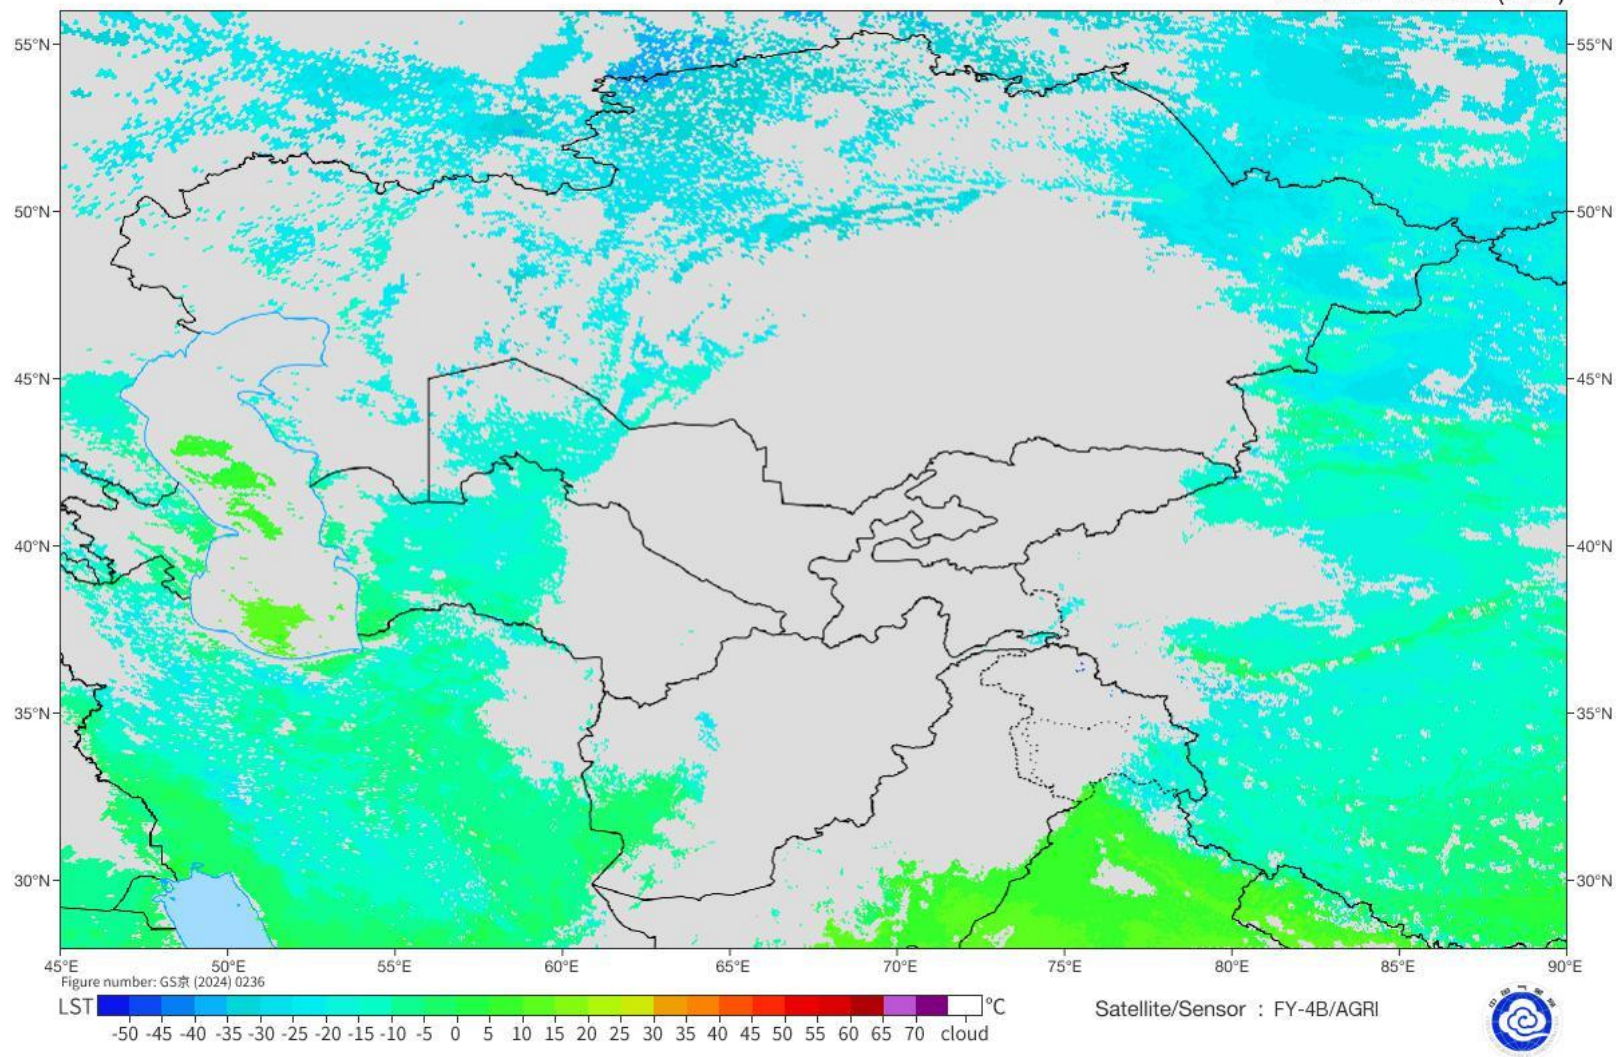 55°N 55°N
50°N 50°N
45°N 45°N
40°N 40°N
35°N 35°N
30°N 30°N
45°E 50°E 55°E 60°E 65°E 70°E 75°E 80°E 85°E 90°E
Figure number: GS京 (2024) 0236
LST °C
-50 -45 -40 -35 -30 -25 -20 -15 -10 -5 0 5 10 15 20 25 30 35 40 45 50 55 60 65 70 cloud
Satellite/Sensor : FY-4B/AGRI